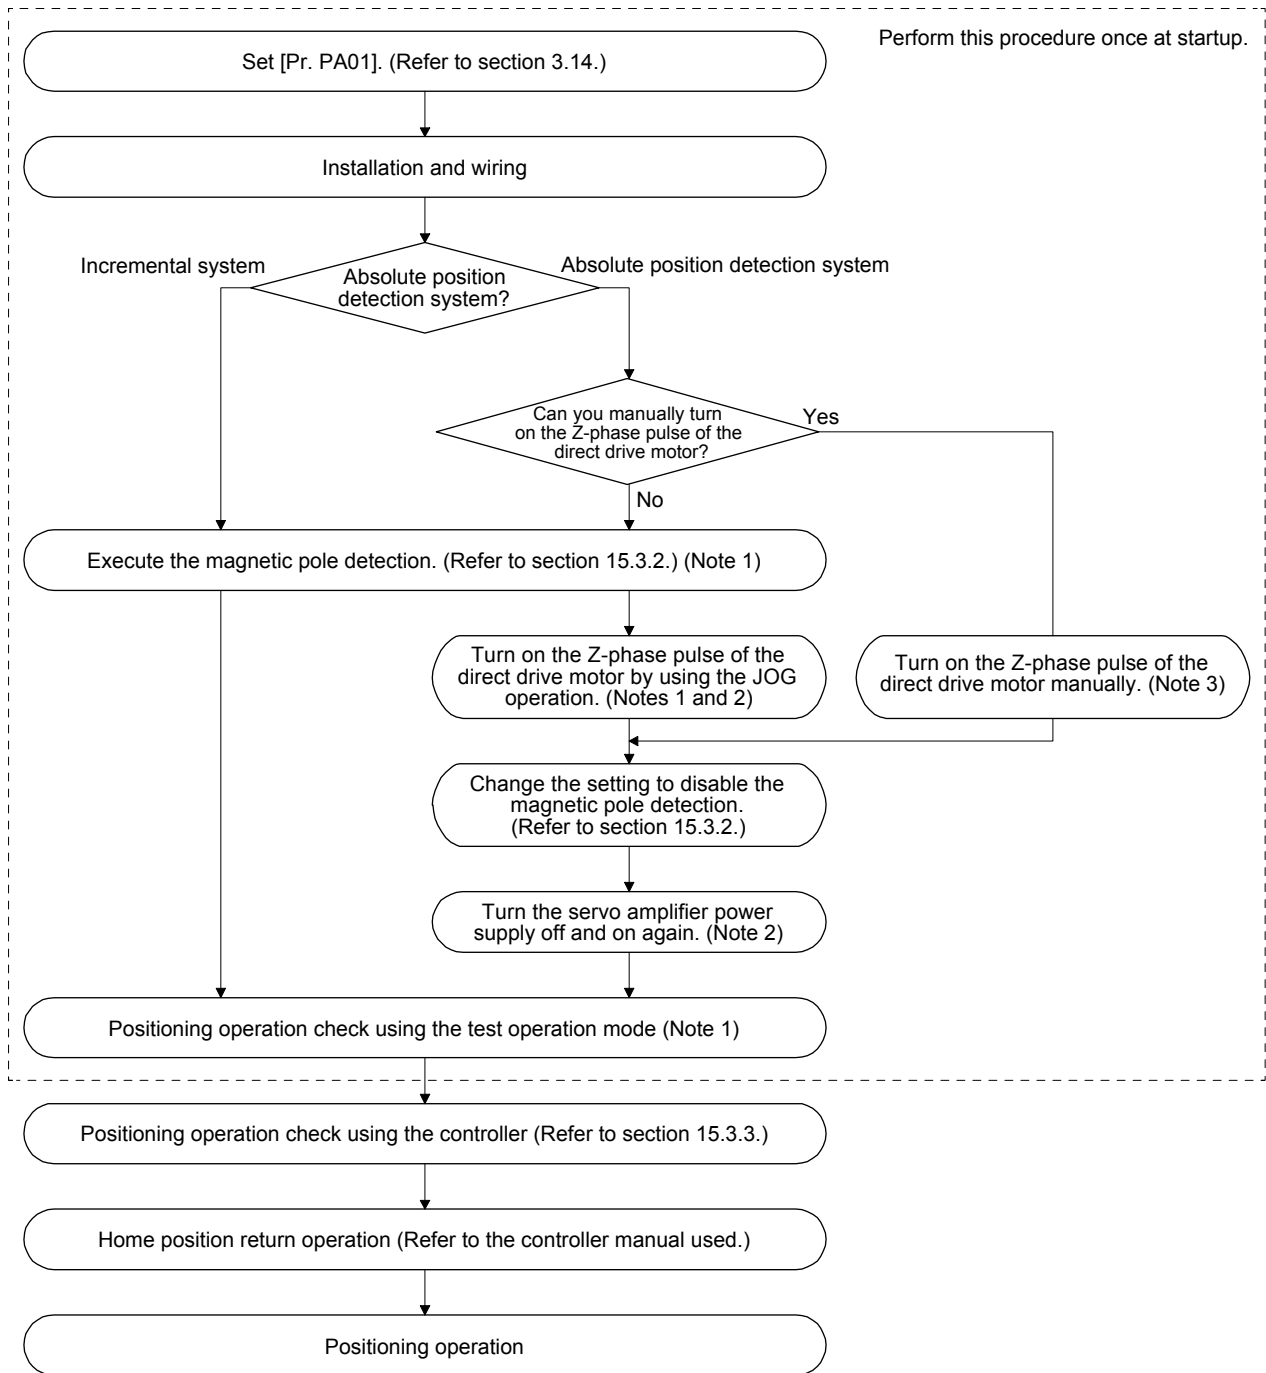 Perform this procedure once at startup.
Set [Pr. PA01]. (Refer to section 3.14.)
Installation and wiring
Incremental system
Absolute position detection system
Absolute position
detection system?
Can you manually turn
on the Z-phase pulse of the
direct drive motor?
Yes
No
Execute the magnetic pole detection. (Refer to section 15.3.2.) (Note 1)
Turn on the Z-phase pulse of the
direct drive motor by using the JOG
operation. (Notes 1 and 2)
Turn on the Z-phase pulse of the
direct drive motor manually. (Note 3)
Change the setting to disable the
magnetic pole detection.
(Refer to section 15.3.2.)
Turn the servo amplifier power
supply off and on again. (Note 2)
Positioning operation check using the test operation mode (Note 1)
Positioning operation check using the controller (Refer to section 15.3.3.)
Home position return operation (Refer to the controller manual used.)
Positioning operation